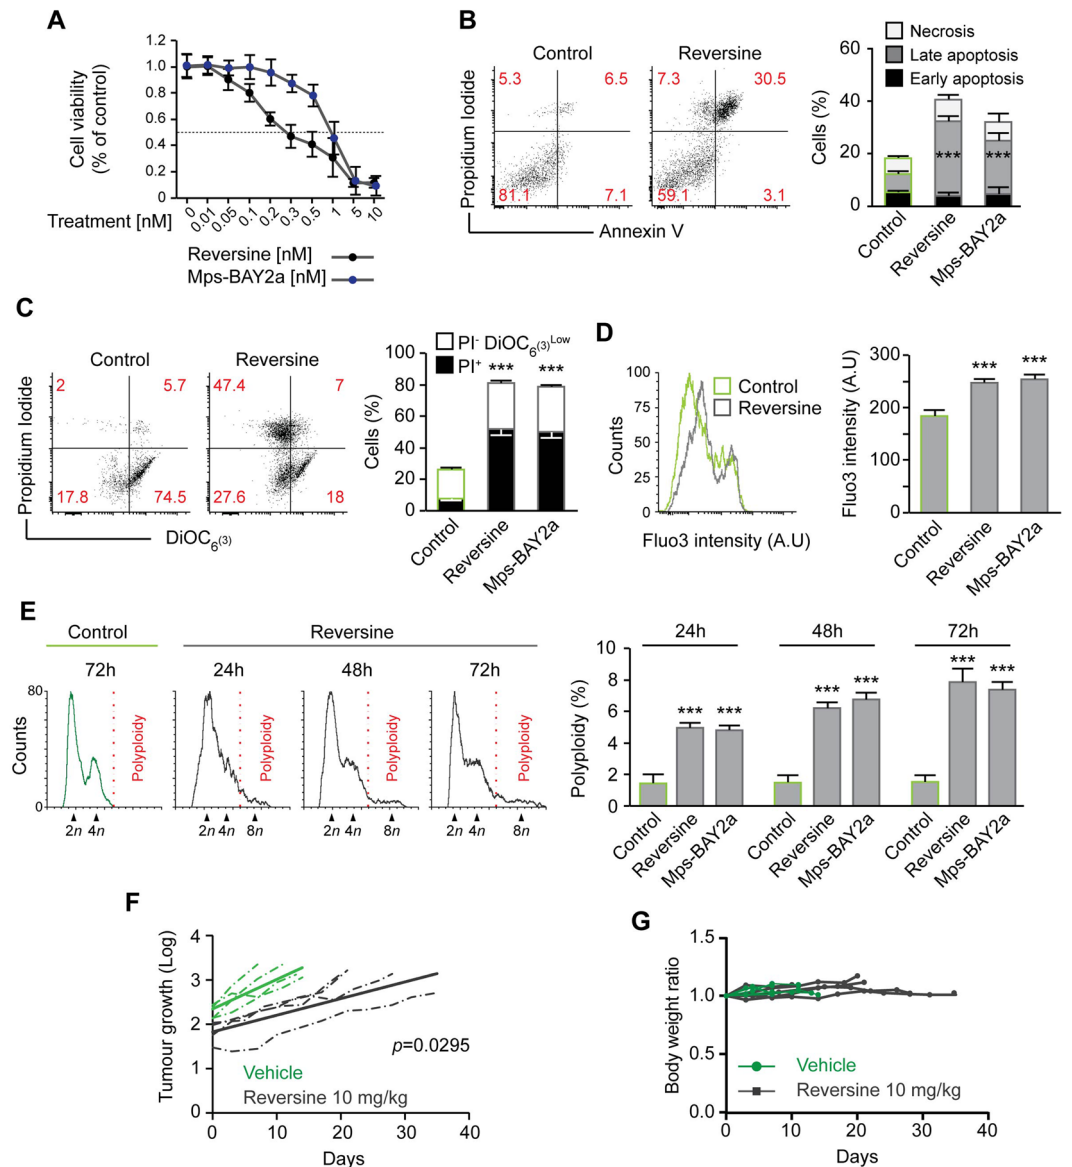 A
Cell viability
(% of control)
1.2
1.0
0.8
0.6
0.4
0.2
0
Treatment [nM]
0 0.01 0.05 0.1 0.2 0.3 0.5 1 5 10
Reversine [nM]
Mps-BAY2a [nM]
B
Control
Reversine
Propidium Iodide
5.3 6.5
81.1 7.1
7.3 30.5
59.1 3.1
Annexin V
Necrosis
Late apoptosis
Early apoptosis
Cells (%)
60
40
20
0
*** ***
Control Reversine Mps-BAY2a
C
Control
Reversine
Propidium Iodide
2 5.7
17.8 74.5
47.4 7
27.6 18
DiOC6(3)
PI- DiOC6(3)Low
PI+
Cells (%)
100
80
60
40
20
0
*** ***
Control Reversine Mps-BAY2a
D
Counts
100
75
50
25
0
Control
Reversine
Fluo3 intensity (A.U)
Fluo3 intensity (A.U)
300
200
100
0
*** ***
Control Reversine Mps-BAY2a
E
Control
Reversine
72h 24h 48h 72h
Counts
80
0
Polyploidy
Polyploidy
Polyploidy
Polyploidy
2n 4n
2n 4n 8n
2n 4n 8n
2n 4n 8n
24h 48h 72h
Polyploidy (%)
10
8
6
4
2
0
*** *** *** *** *** ***
Control Reversine Mps-BAY2a Control Reversine Mps-BAY2a Control Reversine Mps-BAY2a
F
Tumour growth (Log)
4
3
2
1
0
p=0.0295
Vehicle
Reversine 10 mg/kg
0 10 20 30 40
Days
G
Body weight ratio
1.5
1.0
0.5
0.0
Vehicle
Reversine 10 mg/kg
0 10 20 30 40
Days